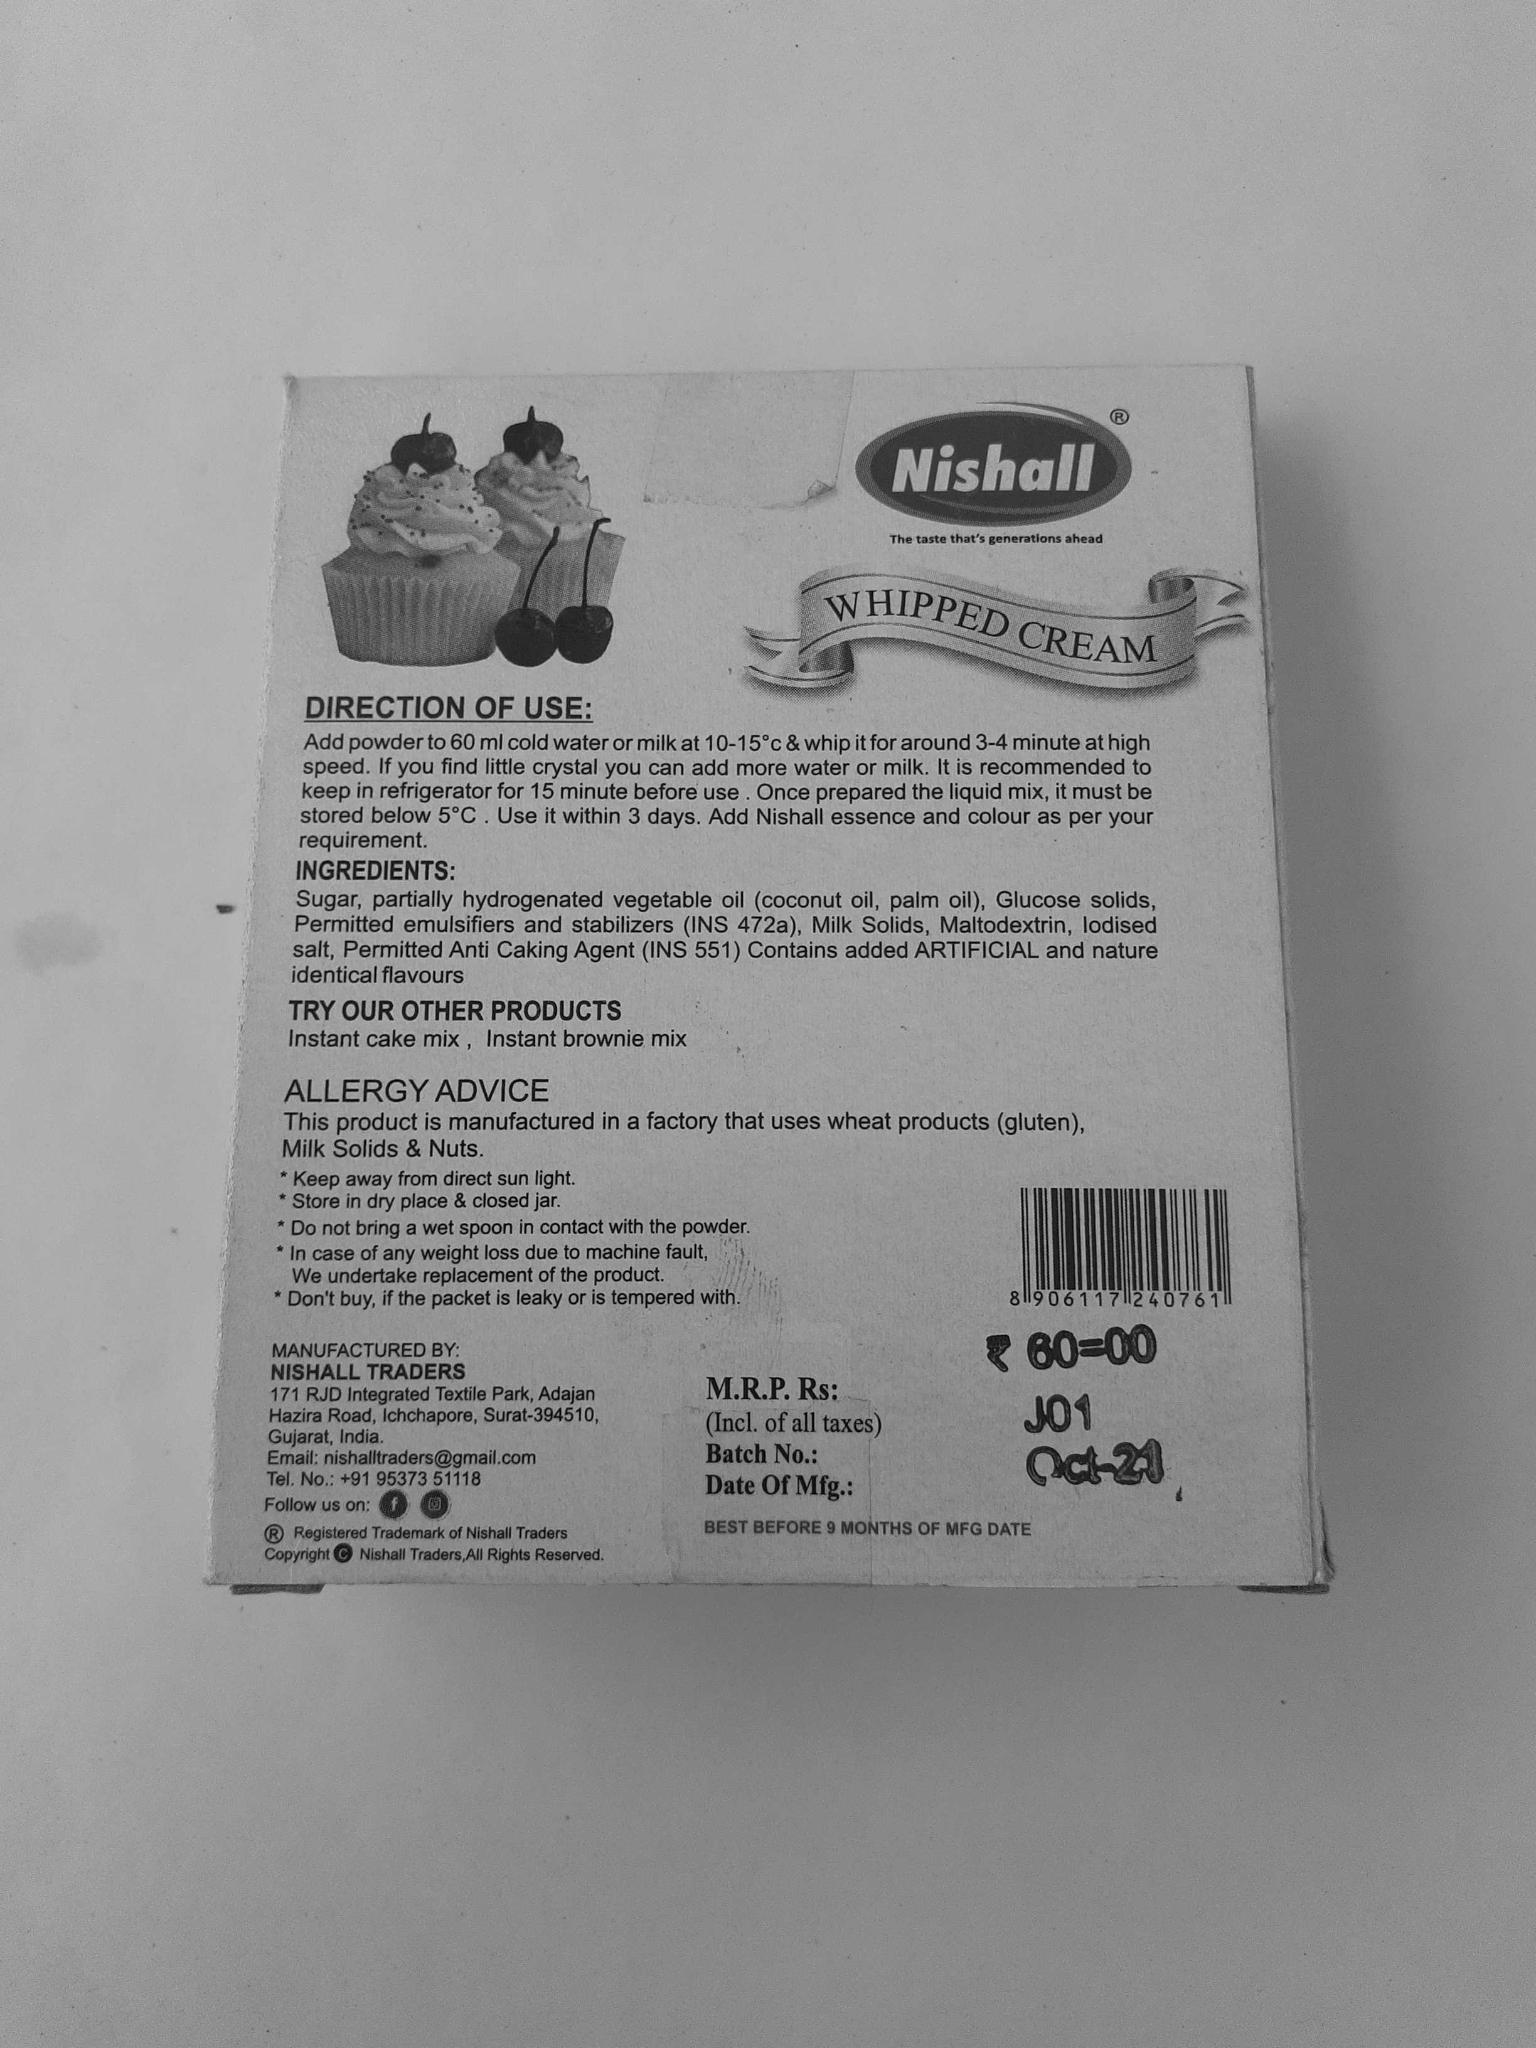 Nishall ®
The taste that's generations ahead
WHIPPED CREAM
DIRECTION OF USE:
Add powder to 60 ml cold water or milk at 10-15°c & whip it for around 3-4 minute at high
speed. If you find little crystal you can add more water or milk. It is recommended to
keep in refrigerator for 15 minute before use . Once prepared the liquid mix, it must be
stored below 5°C . Use it within 3 days. Add Nishall essence and colour as per your
requirement.
INGREDIENTS:
Sugar, partially hydrogenated vegetable oil (coconut oil, palm oil), Glucose solids,
Permitted emulsifiers and stabilizers (INS 472a), Milk Solids, Maltodextrin, Iodised
salt, Permitted Anti Caking Agent (INS 551) Contains added ARTIFICIAL and nature
identical flavours
TRY OUR OTHER PRODUCTS
Instant cake mix , Instant brownie mix
ALLERGY ADVICE
This product is manufactured in a factory that uses wheat products (gluten),
Milk Solids & Nuts.
* Keep away from direct sun light.
* Store in dry place & closed jar.
* Do not bring a wet spoon in contact with the powder.
* In case of any weight loss due to machine fault,
We undertake replacement of the product.
* Don't buy, if the packet is leaky or is tempered with.
8 906117 240761
MANUFACTURED BY:
NISHALL TRADERS
171 RJD Integrated Textile Park, Adajan
Hazira Road, Ichchapore, Surat-394510,
Gujarat, India.
Email: nishalltraders@gmail.com
Tel. No.: +91 95373 51118
Follow us on:
® Registered Trademark of Nishall Traders
Copyright © Nishall Traders,All Rights Reserved.
M.R.P. Rs: ₹ 60=00
(Incl. of all taxes)
Batch No.: J01
Date Of Mfg.: Oct-21
BEST BEFORE 9 MONTHS OF MFG DATE